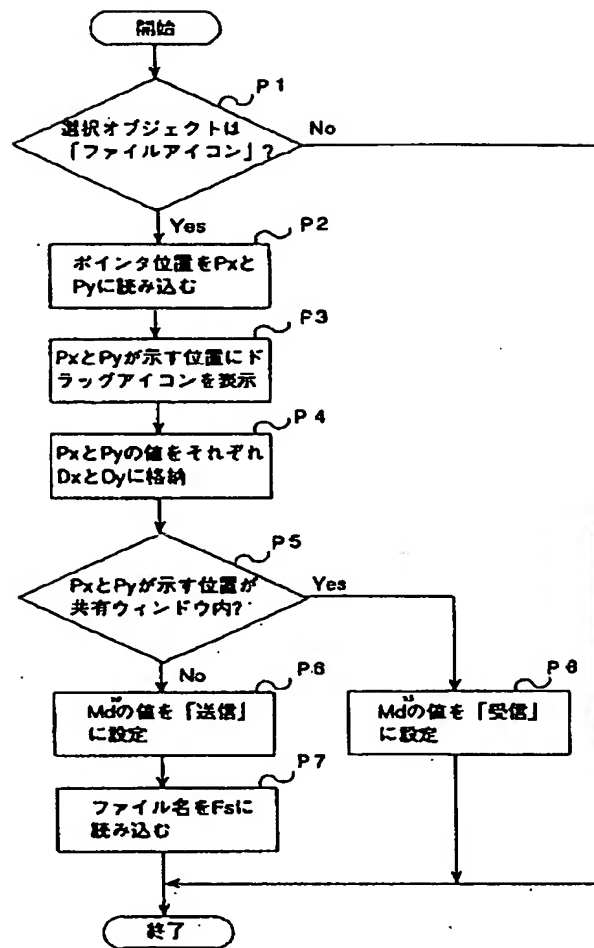 開始
P1
選択オブジェクトは
「ファイルアイコン」?
No
Yes
P2
ポインタ位置をPxと
Pyに読み込む
P3
PxとPyが示す位置にド
ラッグアイコンを表示
P4
PxとPyの値をそれぞれ
DxとDyに格納
P5
PxとPyが示す位置が
共有ウィンドウ内?
Yes
No
P6
Mdの値を「送信」
に設定
P8
Mdの値を「受信」
に設定
P7
ファイル名をFsに
読み込む
終了